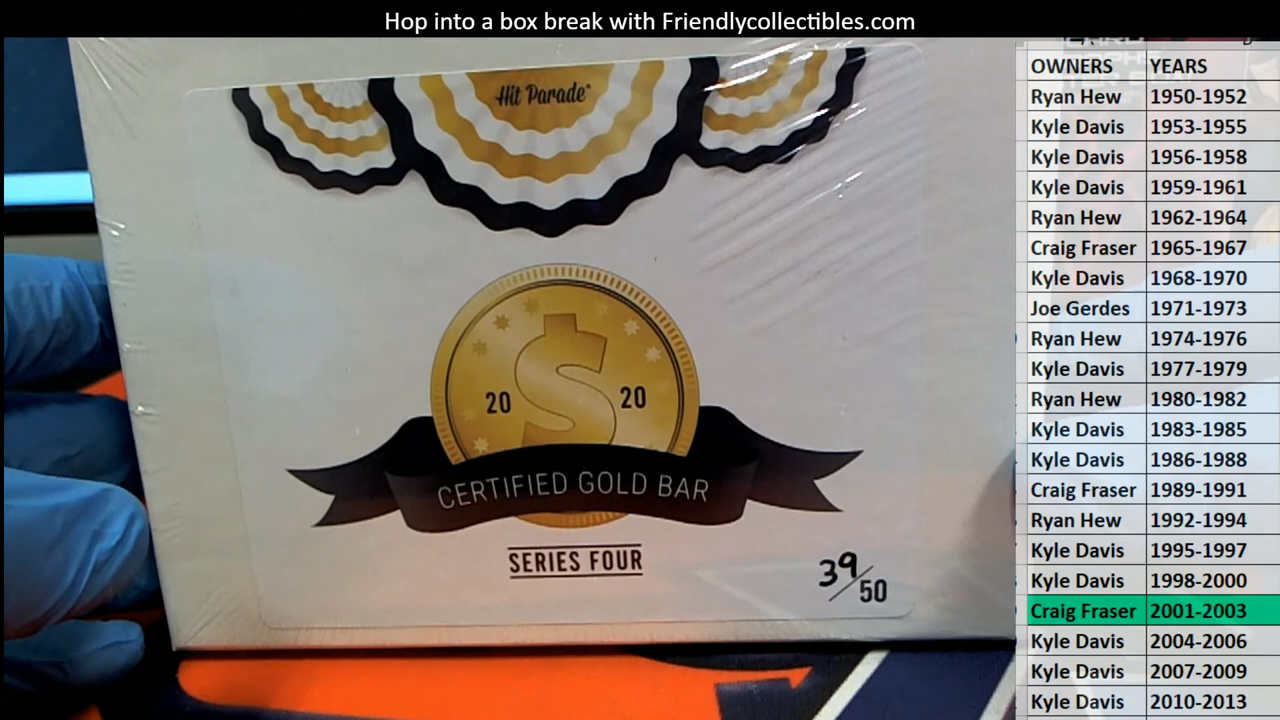 Hop into a box break with Friendlycollectibles.com
Hit Parade
20 $ 20
CERTIFIED GOLD BAR
SERIES FOUR
39/50
OWNERS YEARS
Ryan Hew 1950-1952
Kyle Davis 1953-1955
Kyle Davis 1956-1958
Kyle Davis 1959-1961
Ryan Hew 1962-1964
Craig Fraser 1965-1967
Kyle Davis 1968-1970
Joe Gerdes 1971-1973
Ryan Hew 1974-1976
Kyle Davis 1977-1979
Ryan Hew 1980-1982
Kyle Davis 1983-1985
Kyle Davis 1986-1988
Craig Fraser 1989-1991
Ryan Hew 1992-1994
Kyle Davis 1995-1997
Kyle Davis 1998-2000
Craig Fraser 2001-2003
Kyle Davis 2004-2006
Kyle Davis 2007-2009
Kyle Davis 2010-2013